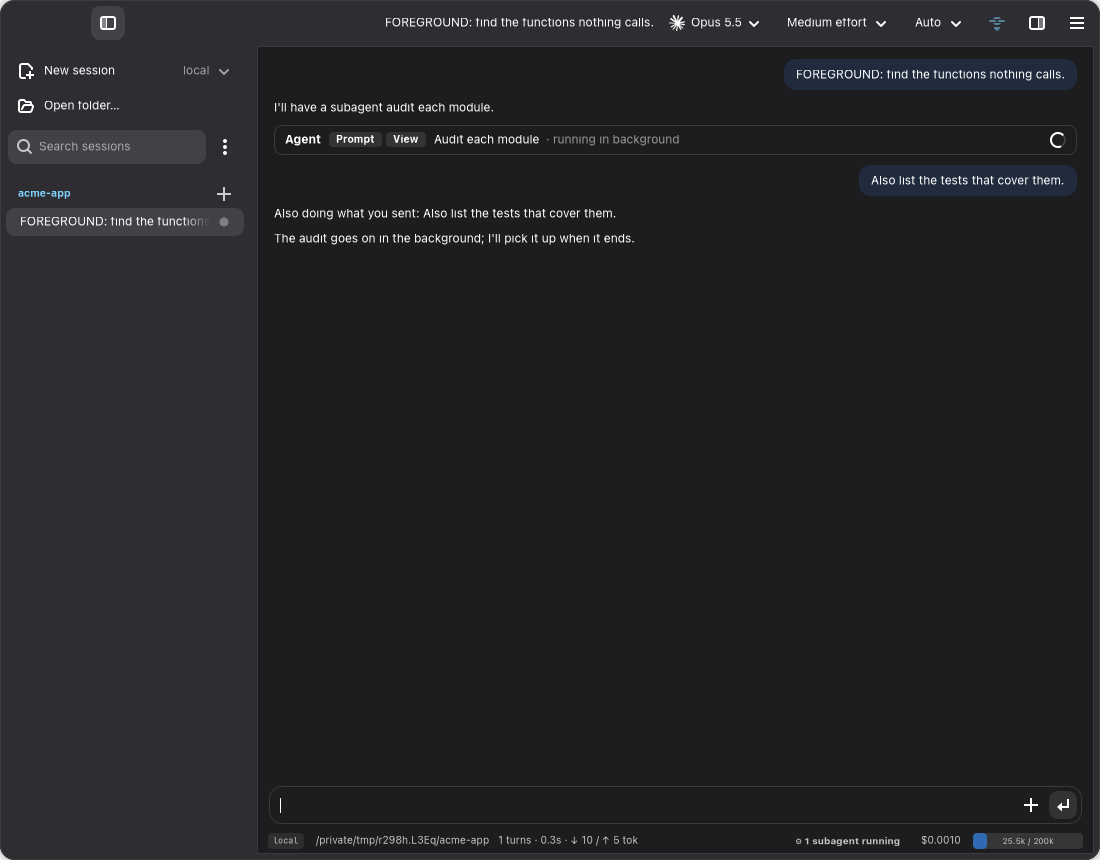 FOREGROUND: find the functions nothing calls.
Opus 5.5
Medium effort
Auto
New session
local
Open folder...
Search sessions
acme-app
FOREGROUND: find the functions
FOREGROUND: find the functions nothing calls.
I'll have a subagent audit each module.
Agent Prompt View Audit each module · running in background
Also list the tests that cover them.
Also doing what you sent: Also list the tests that cover them.
The audit goes on in the background; I'll pick it up when it ends.
local /private/tmp/r298h.L3Eq/acme-app 1 turns · 0.3s · ↓ 10 / ↑ 5 tok 1 subagent running $0.0010 25.5k / 200k